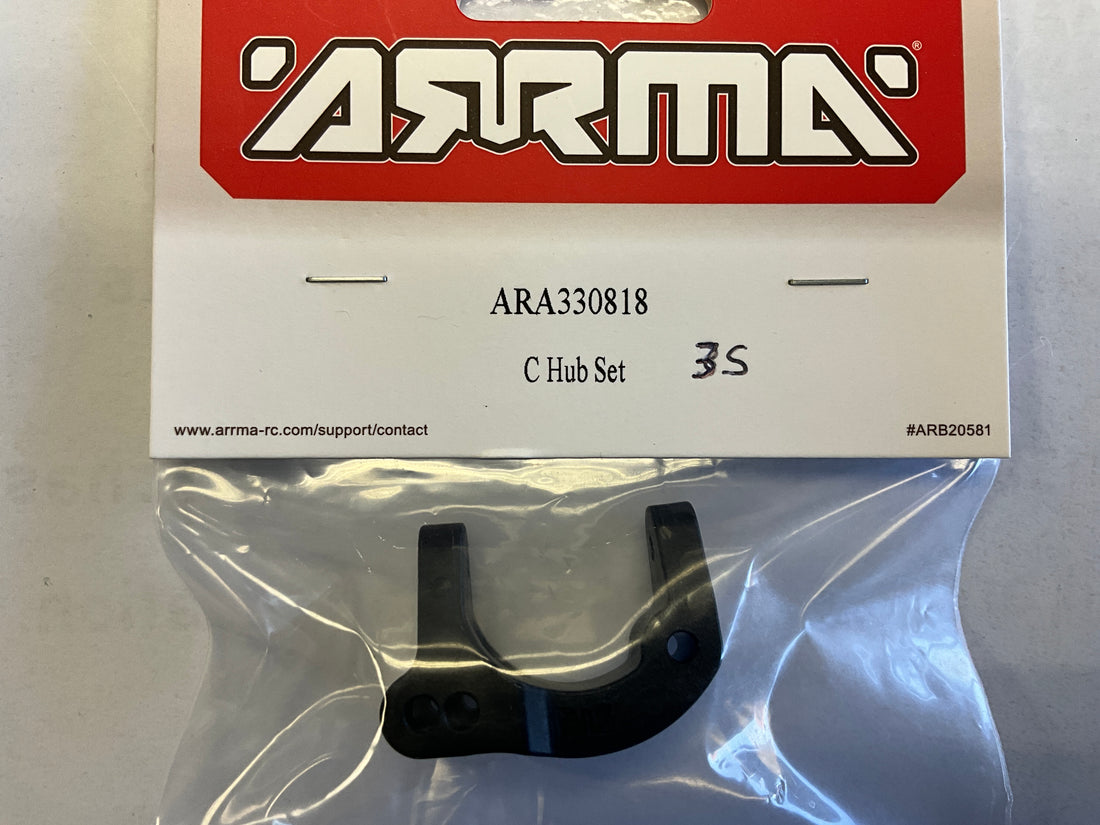 ARRMA®
ARA330818
C Hub Set 3S
www.arrma-rc.com/support/contact #ARB20581